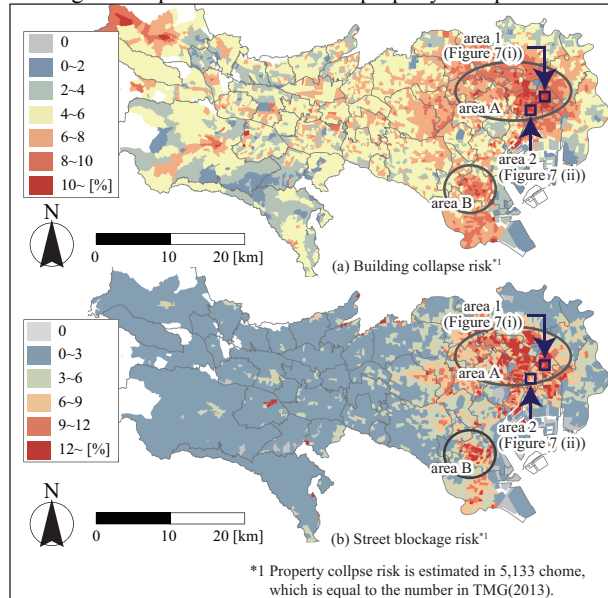 0
0~2
2~4
4~6
6~8
8~10
10~ [%]
area 1
(Figure 7(i))
area A
area 2
(Figure 7 (ii))
area B
N
0 10 20 [km]
(a) Building collapse risk*1
0
0~3
3~6
6~9
9~12
12~ [%]
area 1
(Figure 7(i))
area A
area 2
(Figure 7 (ii))
area B
N
0 10 20 [km]
(b) Street blockage risk*1
*1 Property collpse risk is estimated in 5,133 chome,
which is equal to the number in TMG(2013).